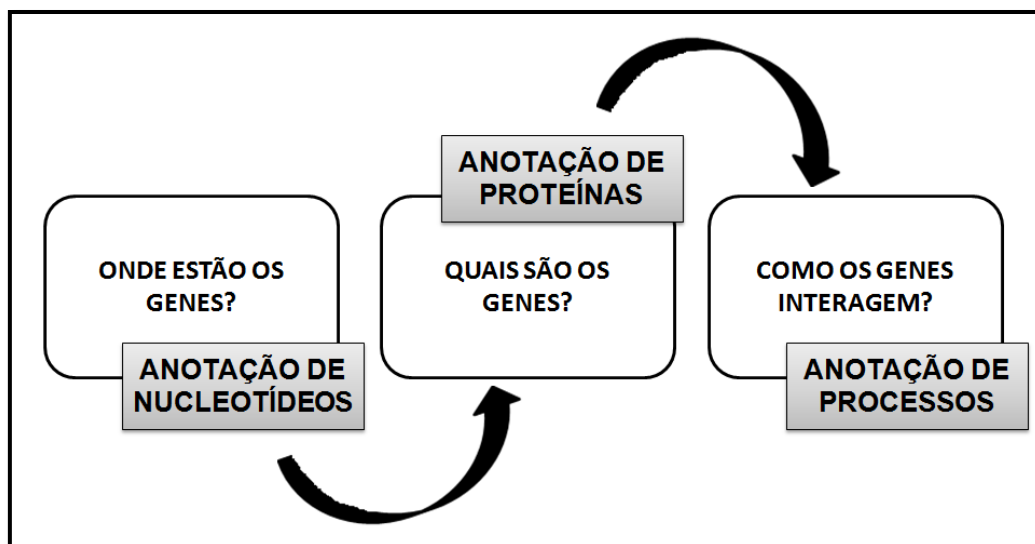 ONDE ESTÃO OS
GENES?
ANOTAÇÃO DE
NUCLEOTÍDEOS
ANOTAÇÃO DE
PROTEÍNAS
QUAIS SÃO OS
GENES?
COMO OS GENES
INTERAGEM?
ANOTAÇÃO DE
PROCESSOS